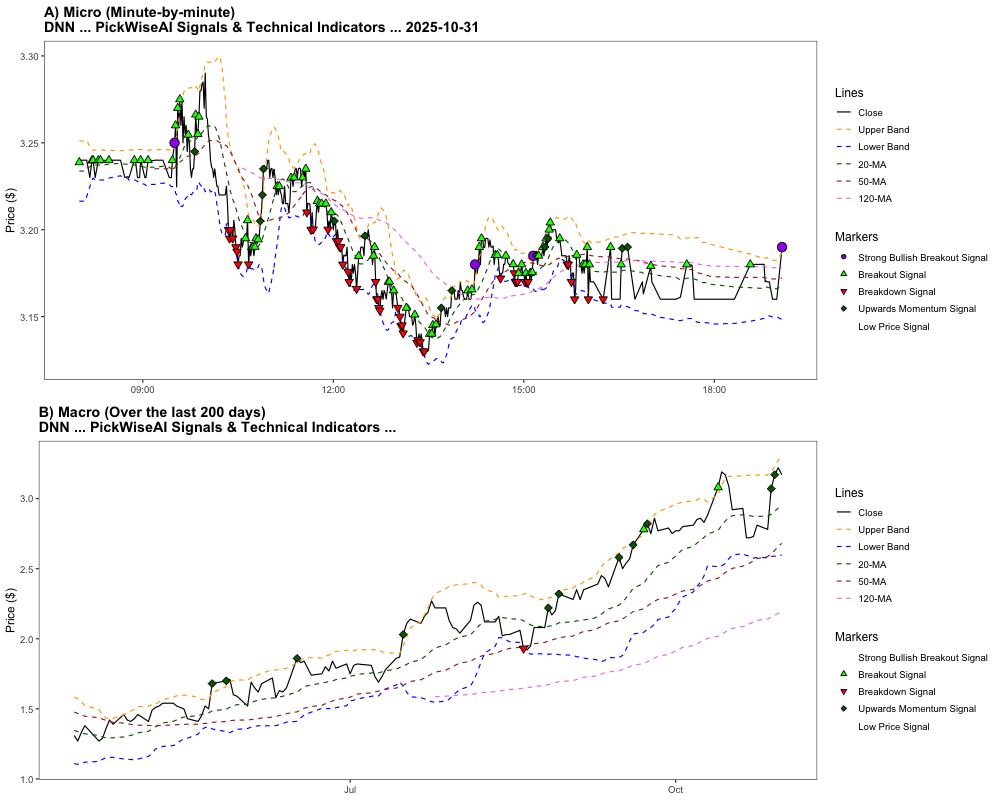 A) Micro (Minute-by-minute)
DNN ... PickWiseAI Signals & Technical Indicators ... 2025-10-31
Price ($)
3.30
3.25
3.20
3.15
09:00
12:00
15:00
18:00
Lines
Close
Upper Band
Lower Band
20-MA
50-MA
120-MA
Markers
Strong Bullish Breakout Signal
Breakout Signal
Breakdown Signal
Upwards Momentum Signal
Low Price Signal
B) Macro (Over the last 200 days)
DNN ... PickWiseAI Signals & Technical Indicators ...
Price ($)
3.0
2.5
2.0
1.5
1.0
Jul
Oct
Lines
Close
Upper Band
Lower Band
20-MA
50-MA
120-MA
Markers
Strong Bullish Breakout Signal
Breakout Signal
Breakdown Signal
Upwards Momentum Signal
Low Price Signal